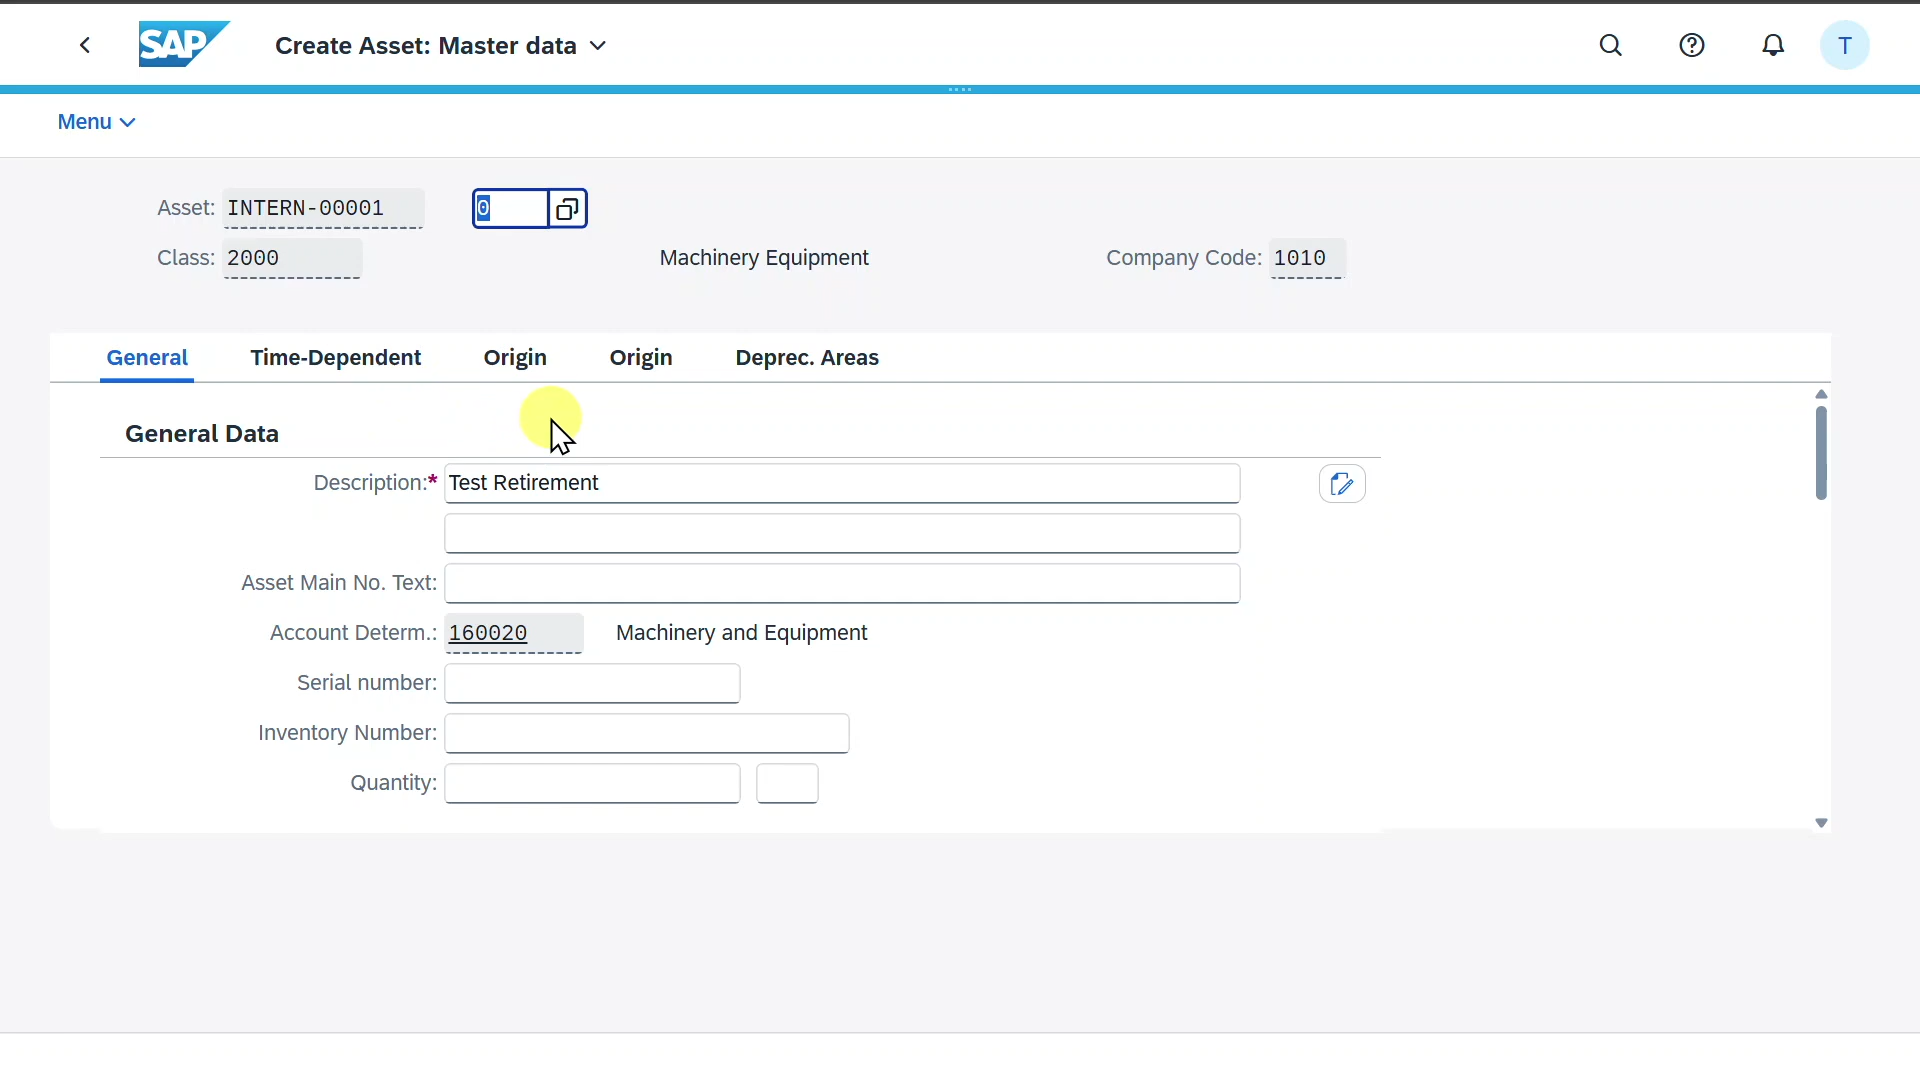 SAP Create Asset: Master data T
Menu
Asset: INTERN-00001 0
Class: 2000 Machinery Equipment Company Code: 1010
General Time-Dependent Origin Origin Deprec. Areas
General Data
Description:* Test Retirement
Asset Main No. Text:
Account Determ.: 160020 Machinery and Equipment
Serial number:
Inventory Number:
Quantity: